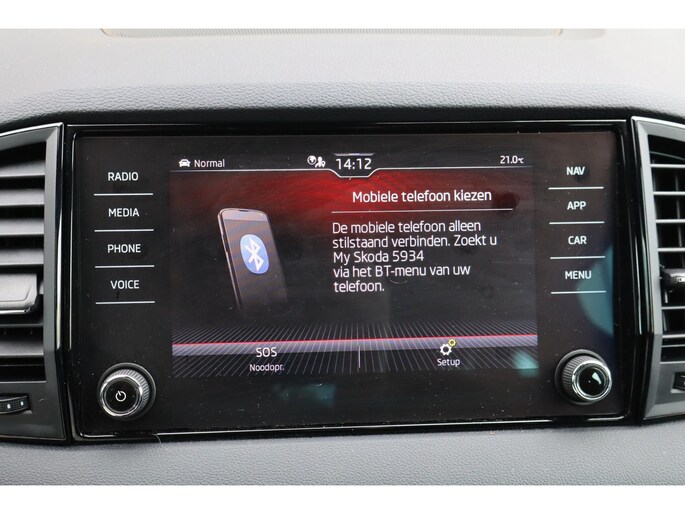 Normal 14:12 21.0°C
RADIO
MEDIA
PHONE
VOICE
Mobiele telefoon kiezen
De mobiele telefoon alleen
stilstaand verbinden. Zoekt u
My Skoda 5934
via het BT-menu van uw
telefoon.
SOS
Noodopr.
Setup
NAV
APP
CAR
MENU